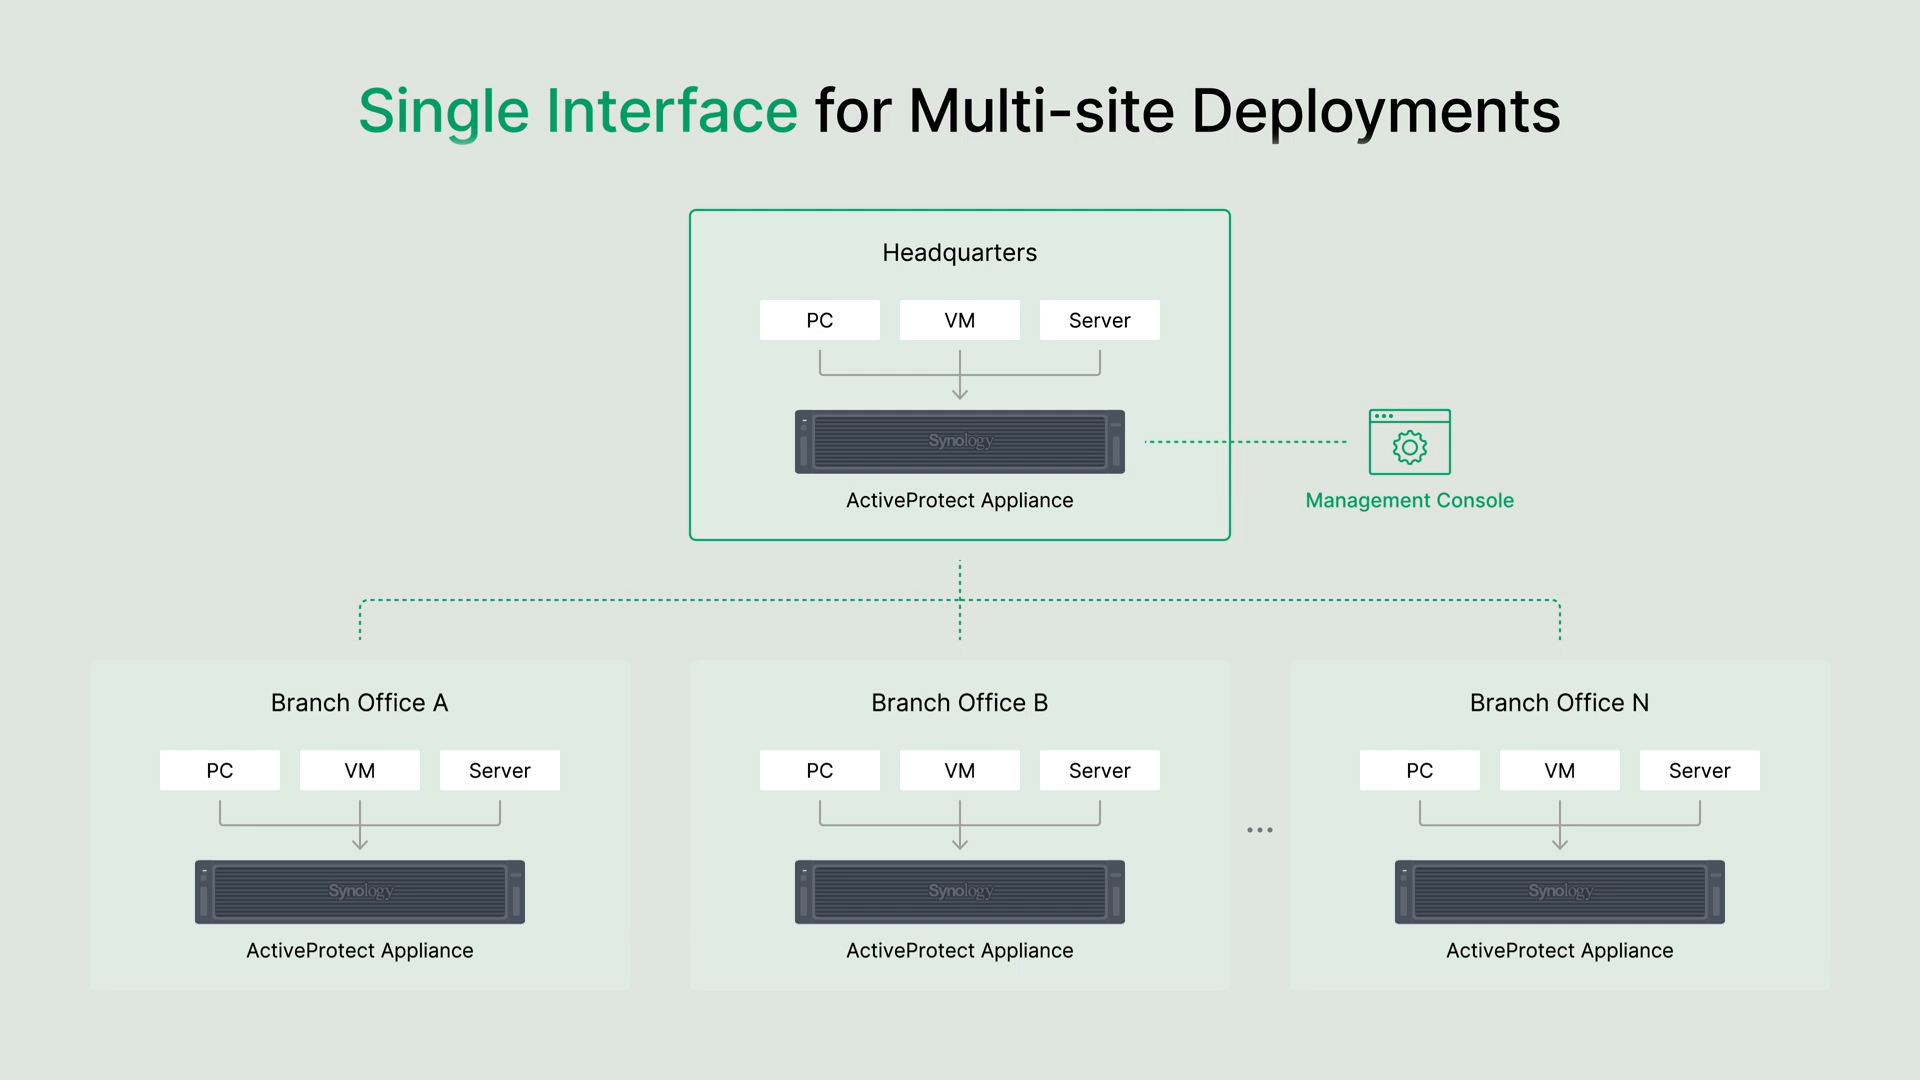 Single Interface for Multi-site Deployments
Headquarters
PC VM Server
Synology
ActiveProtect Appliance
Management Console
Branch Office A
PC VM Server
Synology
ActiveProtect Appliance
Branch Office B
PC VM Server
Synology
ActiveProtect Appliance
...
Branch Office N
PC VM Server
Synology
ActiveProtect Appliance